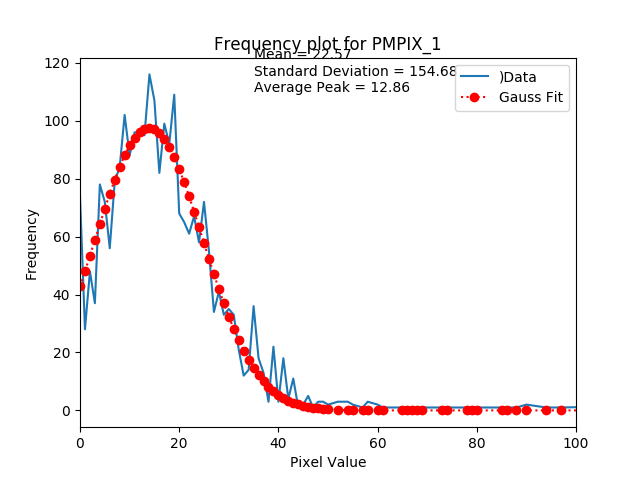 Frequency plot for PMPIX_1
Mean = 22.57
Standard Deviation = 154.68
Average Peak = 12.86
)Data
Gauss Fit
120
100
80
60
40
20
0
Frequency
0 20 40 60 80 100
Pixel Value